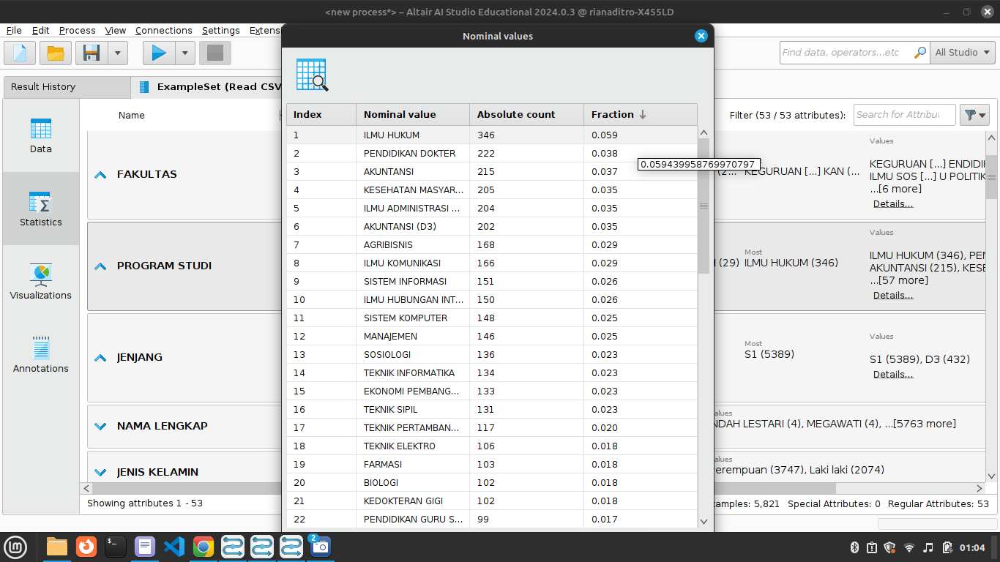 <new process*> – Altair AI Studio Educational 2024.0.3 @ rianaditro-X455LD
File Edit Process View Connections Settings Extensi
Nominal values
Find data, operators...etc
All Studio
Result History
ExampleSet (Read CSV
Name
Filter (53 / 53 attributes):
Search for Attribut
Data
Statistics
Visualizations
Annotations
FAKULTAS
PROGRAM STUDI
JENJANG
NAMA LENGKAP
JENIS KELAMIN
Index Nominal value Absolute count Fraction
1 ILMU HUKUM 346 0.059
2 PENDIDIKAN DOKTER 222 0.038
3 AKUNTANSI 215 0.037
4 KESEHATAN MASYAR... 205 0.035
5 ILMU ADMINISTRASI ... 204 0.035
6 AKUNTANSI (D3) 202 0.035
7 AGRIBISNIS 168 0.029
8 ILMU KOMUNIKASI 166 0.029
9 SISTEM INFORMASI 151 0.026
10 ILMU HUBUNGAN INT... 150 0.026
11 SISTEM KOMPUTER 148 0.025
12 MANAJEMEN 146 0.025
13 SOSIOLOGI 136 0.023
14 TEKNIK INFORMATIKA 134 0.023
15 EKONOMI PEMBANG... 133 0.023
16 TEKNIK SIPIL 131 0.023
17 TEKNIK PERTAMBAN... 117 0.020
18 TEKNIK ELEKTRO 106 0.018
19 FARMASI 103 0.018
20 BIOLOGI 102 0.018
21 KEDOKTERAN GIGI 102 0.018
22 PENDIDIKAN GURU S... 99 0.017
0.059439958769970797
Values
(2... KEGURUAN [...] KAN (...
KEGURUAN [...] ENDIDI
ILMU SOS [...] U POLITIK
...[6 more]
Details...
Most
Values
(29) ILMU HUKUM (346)
ILMU HUKUM (346), PEN
AKUNTANSI (215), KESE
...[57 more]
Details...
Most
Values
S1 (5389)
S1 (5389), D3 (432)
Details...
alues
NDAH LESTARI (4), MEGAWATI (4), ...[5763 more]
alues
erempuan (3747), Laki laki (2074)
Showing attributes 1 - 53
amples: 5,821 Special Attributes: 0 Regular Attributes: 53
2
01:04